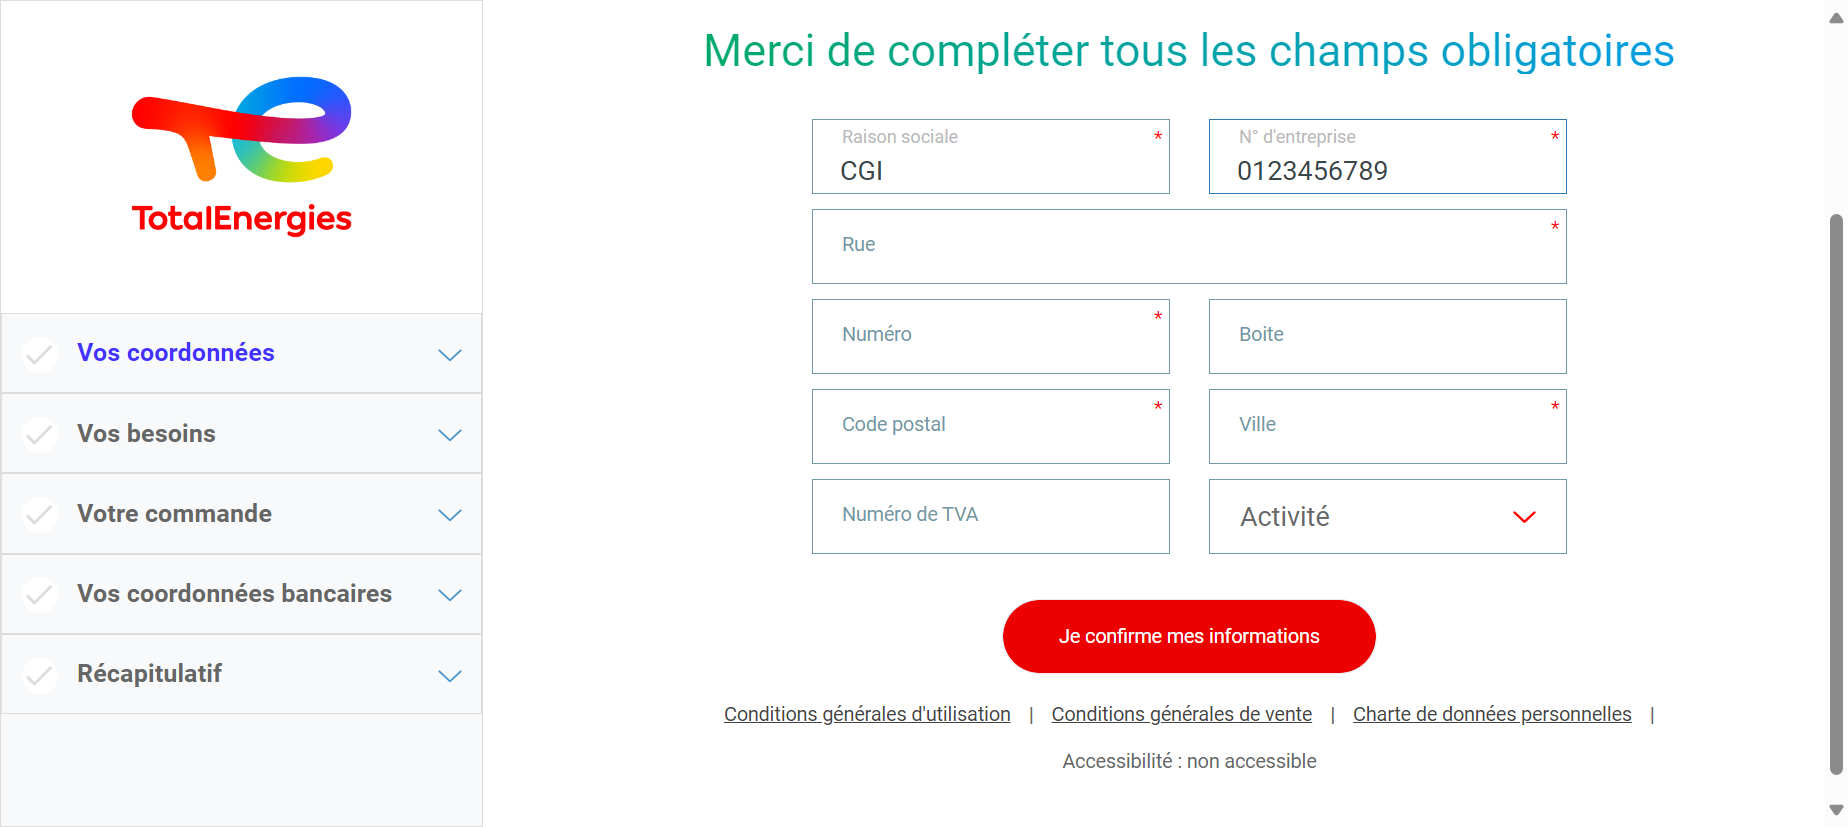 TotalEnergies
Vos coordonnées
Vos besoins
Votre commande
Vos coordonnées bancaires
Récapitulatif
Merci de compléter tous les champs obligatoires
Raison sociale *
CGI
N° d'entreprise *
0123456789
Rue *
Numéro *
Boite
Code postal *
Ville *
Numéro de TVA
Activité
Je confirme mes informations
Conditions générales d'utilisation | Conditions générales de vente | Charte de données personnelles |
Accessibilité : non accessible